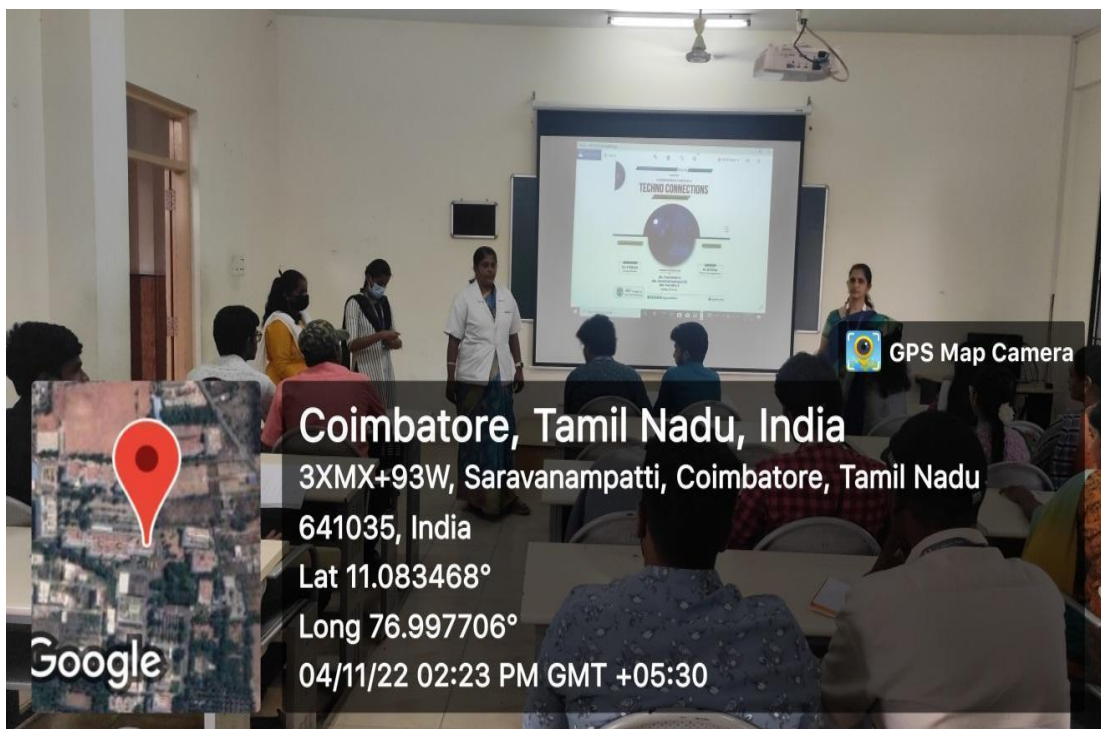 TECHNO CONNECTIONS
GPS Map Camera
Coimbatore, Tamil Nadu, India
3XMX+93W, Saravanampatti, Coimbatore, Tamil Nadu
641035, India
Lat 11.083468°
Long 76.997706°
04/11/22 02:23 PM GMT +05:30
Google